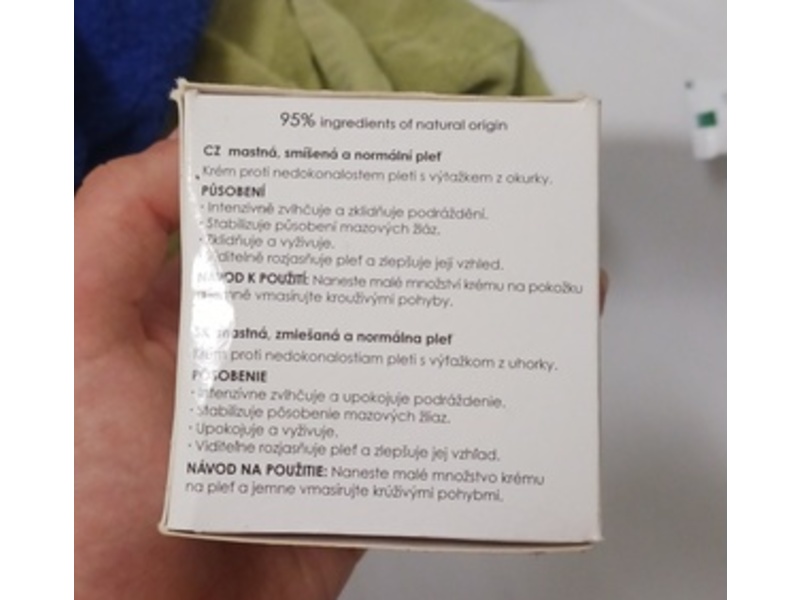 95% ingredients of natural origin
CZ mastná, smíšená a normální pleť
Krém proti nedokonalostem pleti s výtažkem z okurky.
PŮSOBENÍ
· Intenzivně zvlhčuje a zklidňuje podráždění.
· Stabilizuje působení mazových žláz.
· Zklidňuje a vyživuje.
· Viditelně rozjasňuje pleť a zlepšuje její vzhled.
NÁVOD K POUŽITÍ: Naneste malé množství krému na pokožku
a jemně vmasírujte krouživými pohyby.
SK mastná, zmiešaná a normálna pleť
Krém proti nedokonalostiam pleti s výťažkom z uhorky.
PÔSOBENIE
· Intenzívne zvlhčuje a upokojuje podráždenie.
· Stabilizuje pôsobenie mazových žliaz.
· Upokojuje a vyživuje.
· Viditeľne rozjasňuje pleť a zlepšuje jej vzhľad.
NÁVOD NA POUŽITIE: Naneste malé množstvo krému
na pleť a jemne vmasírujte krúživými pohybmi.